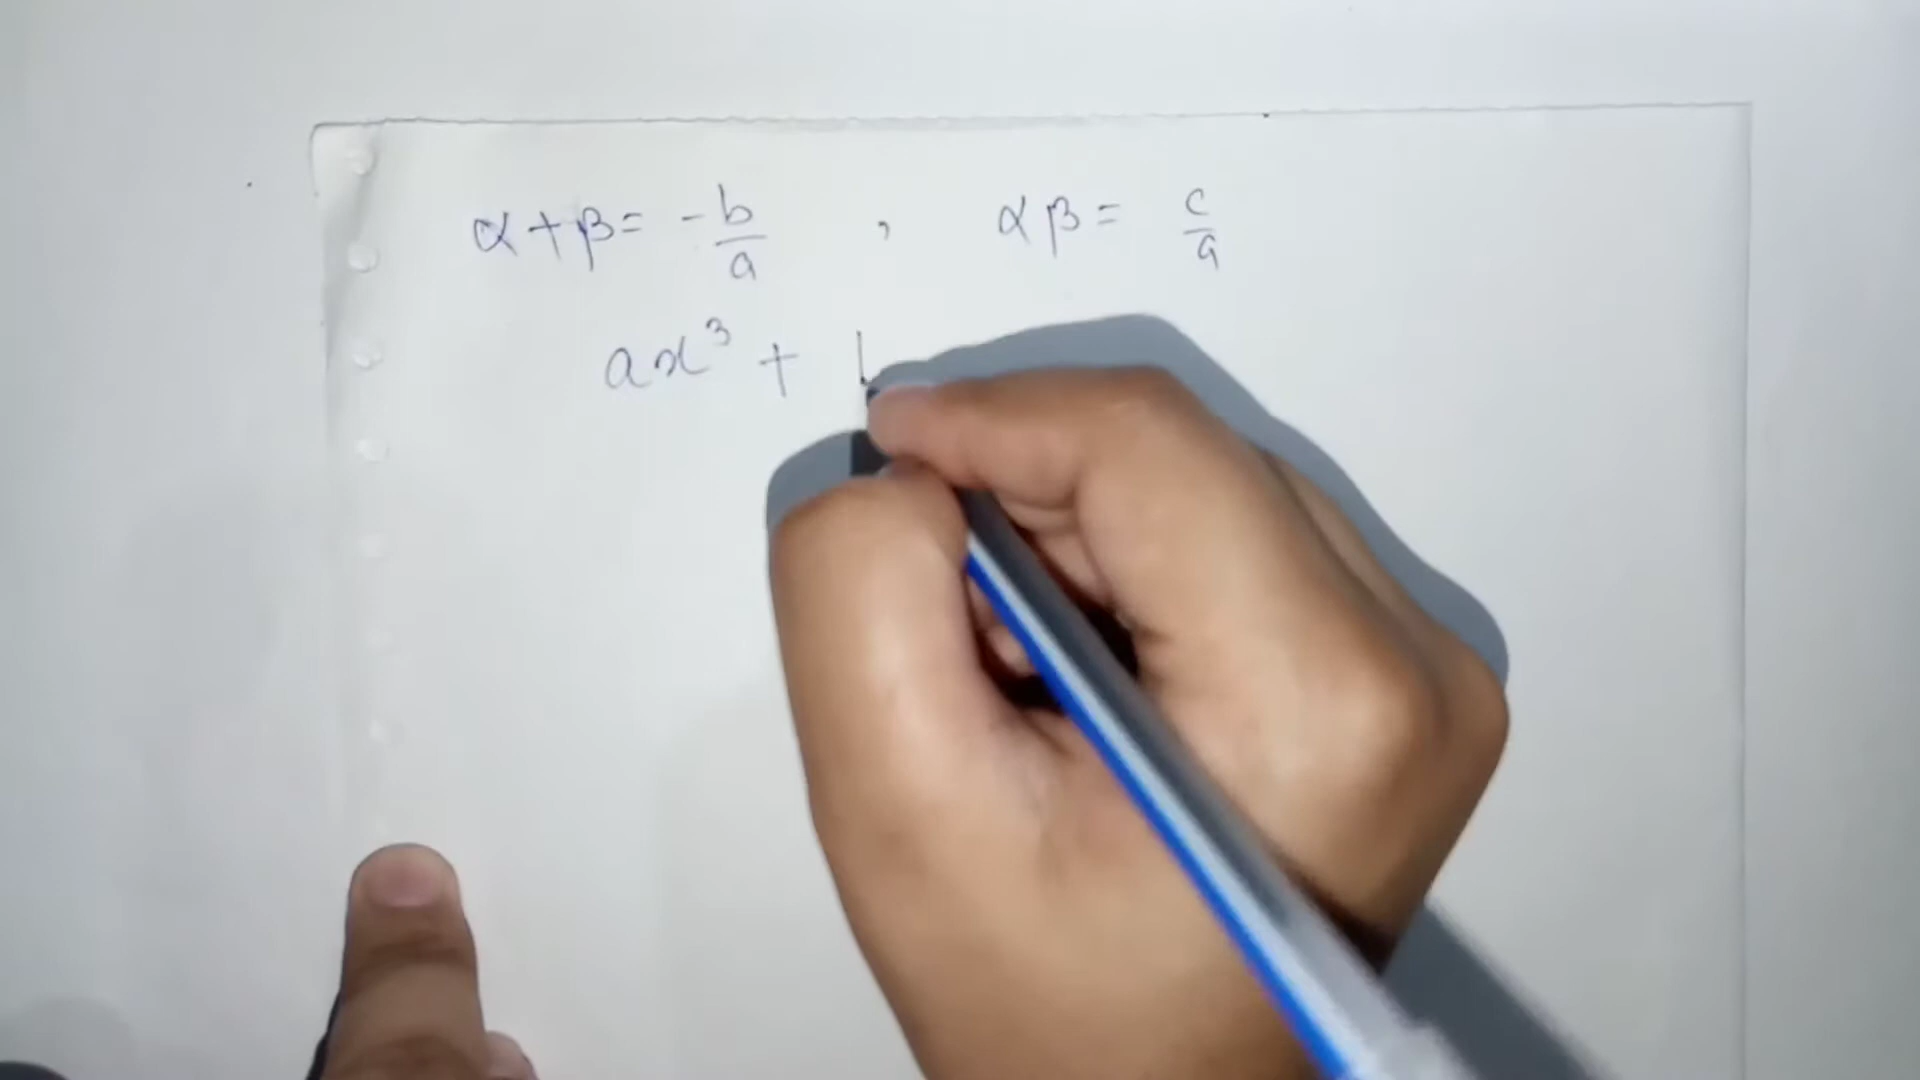 α + β = -b/a , αβ = c/a
ax³ +